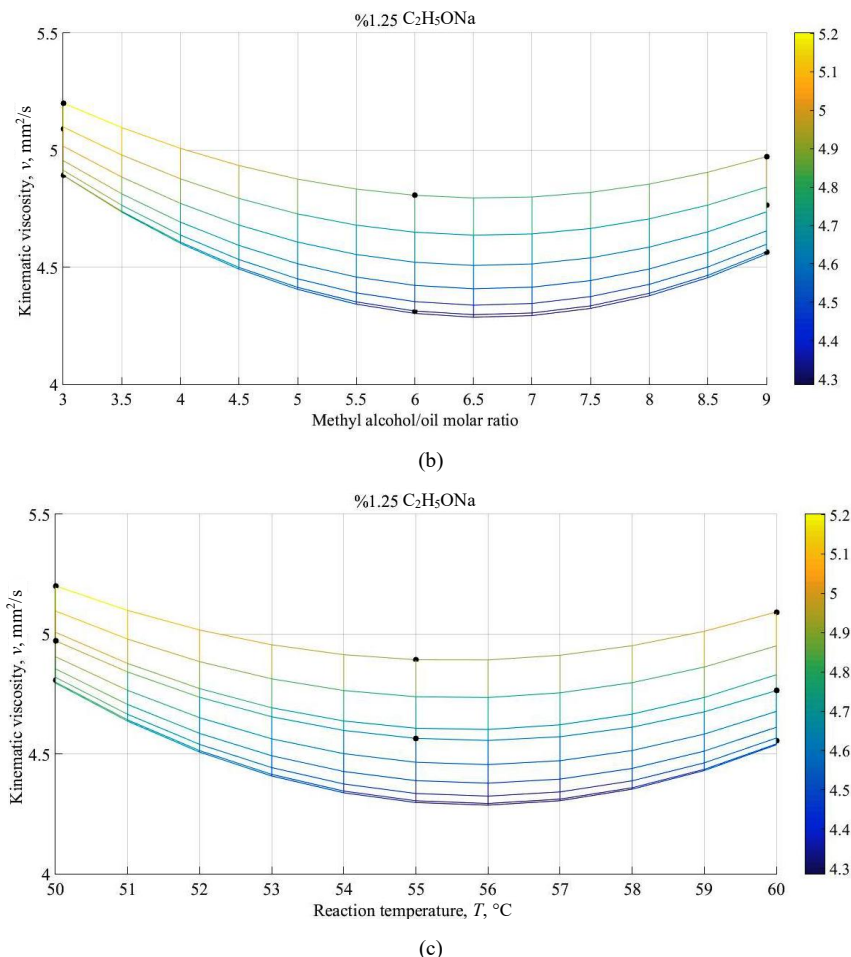 %1.25 C₂H₅ONa
5.5
5
4.5
4
Kinematic viscosity, ν, mm²/s
3 3.5 4 4.5 5 5.5 6 6.5 7 7.5 8 8.5 9
Methyl alcohol/oil molar ratio
5.2
5.1
5
4.9
4.8
4.7
4.6
4.5
4.4
4.3
(b)
%1.25 C₂H₅ONa
5.5
5
4.5
4
Kinematic viscosity, ν, mm²/s
50 51 52 53 54 55 56 57 58 59 60
Reaction temperature, T, °C
5.2
5.1
5
4.9
4.8
4.7
4.6
4.5
4.4
4.3
(c)